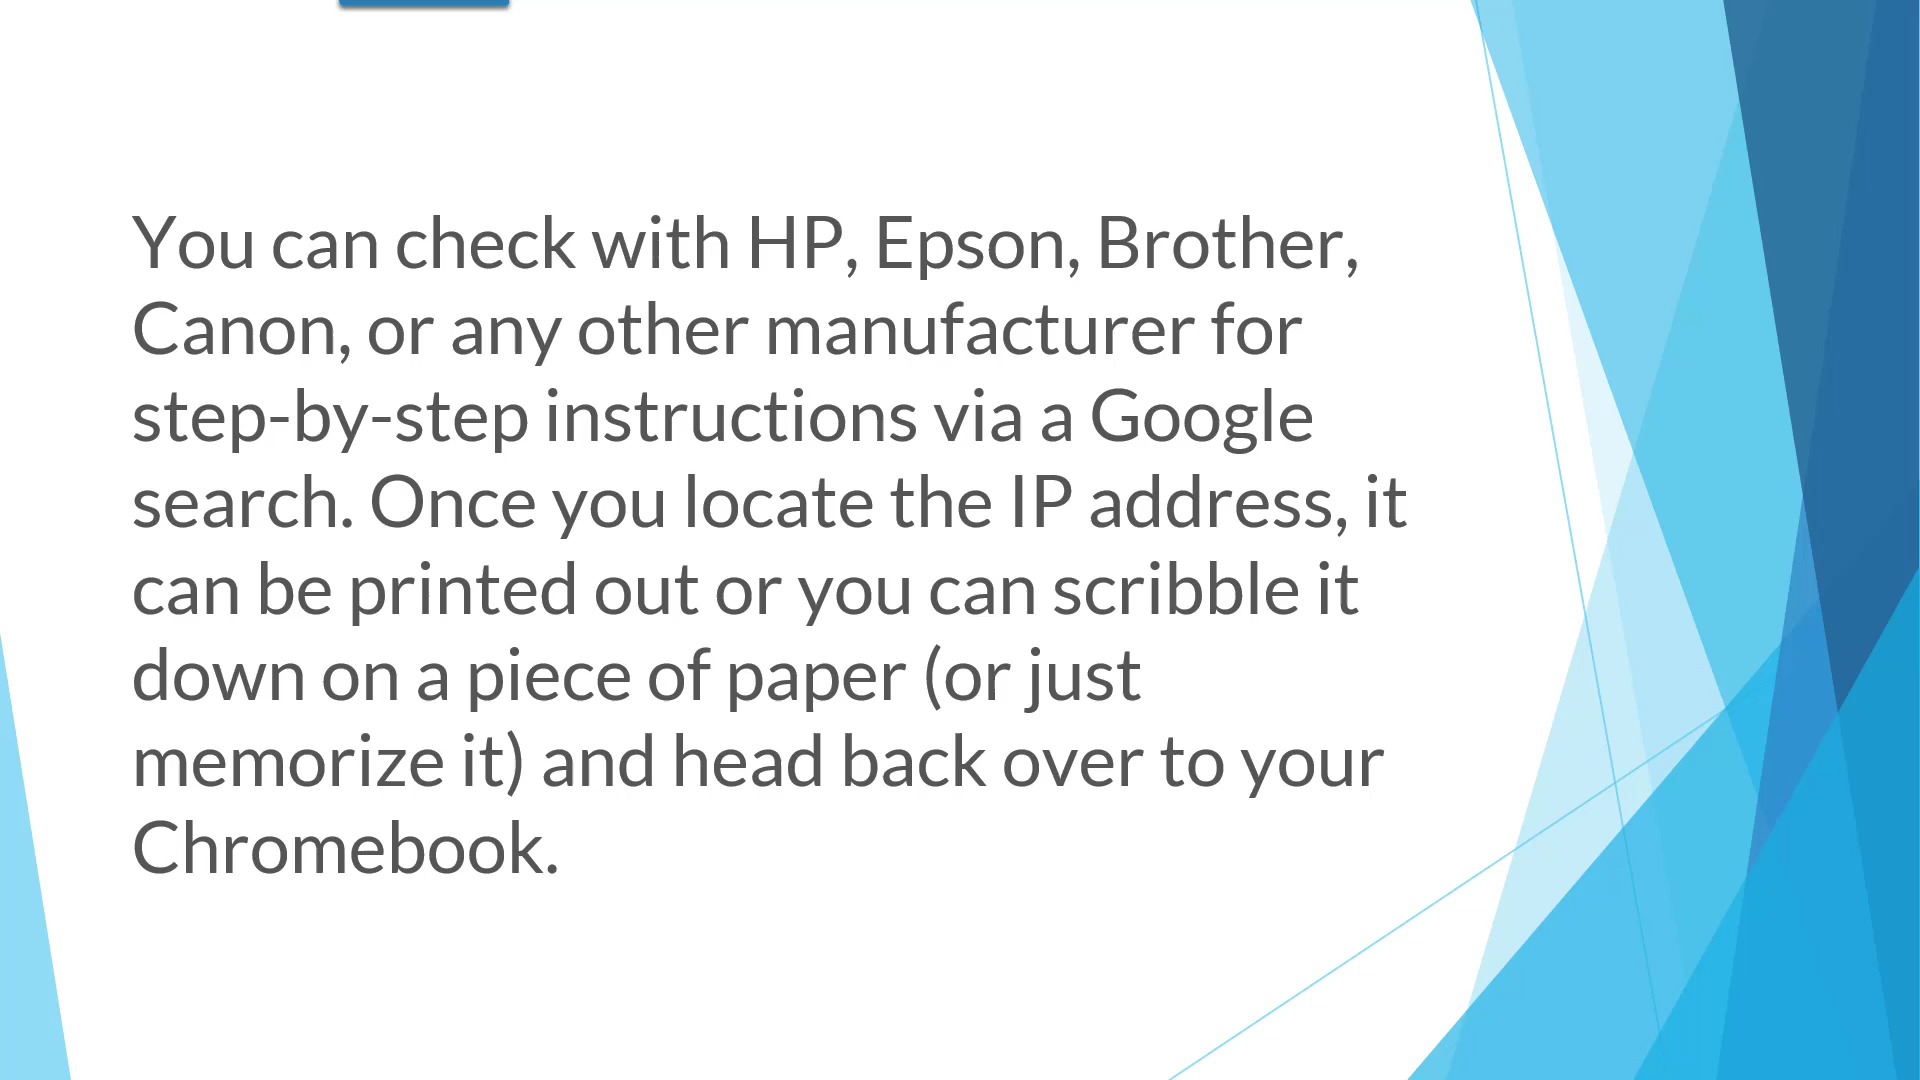 You can check with HP, Epson, Brother,
Canon, or any other manufacturer for
step-by-step instructions via a Google
search. Once you locate the IP address, it
can be printed out or you can scribble it
down on a piece of paper (or just
memorize it) and head back over to your
Chromebook.